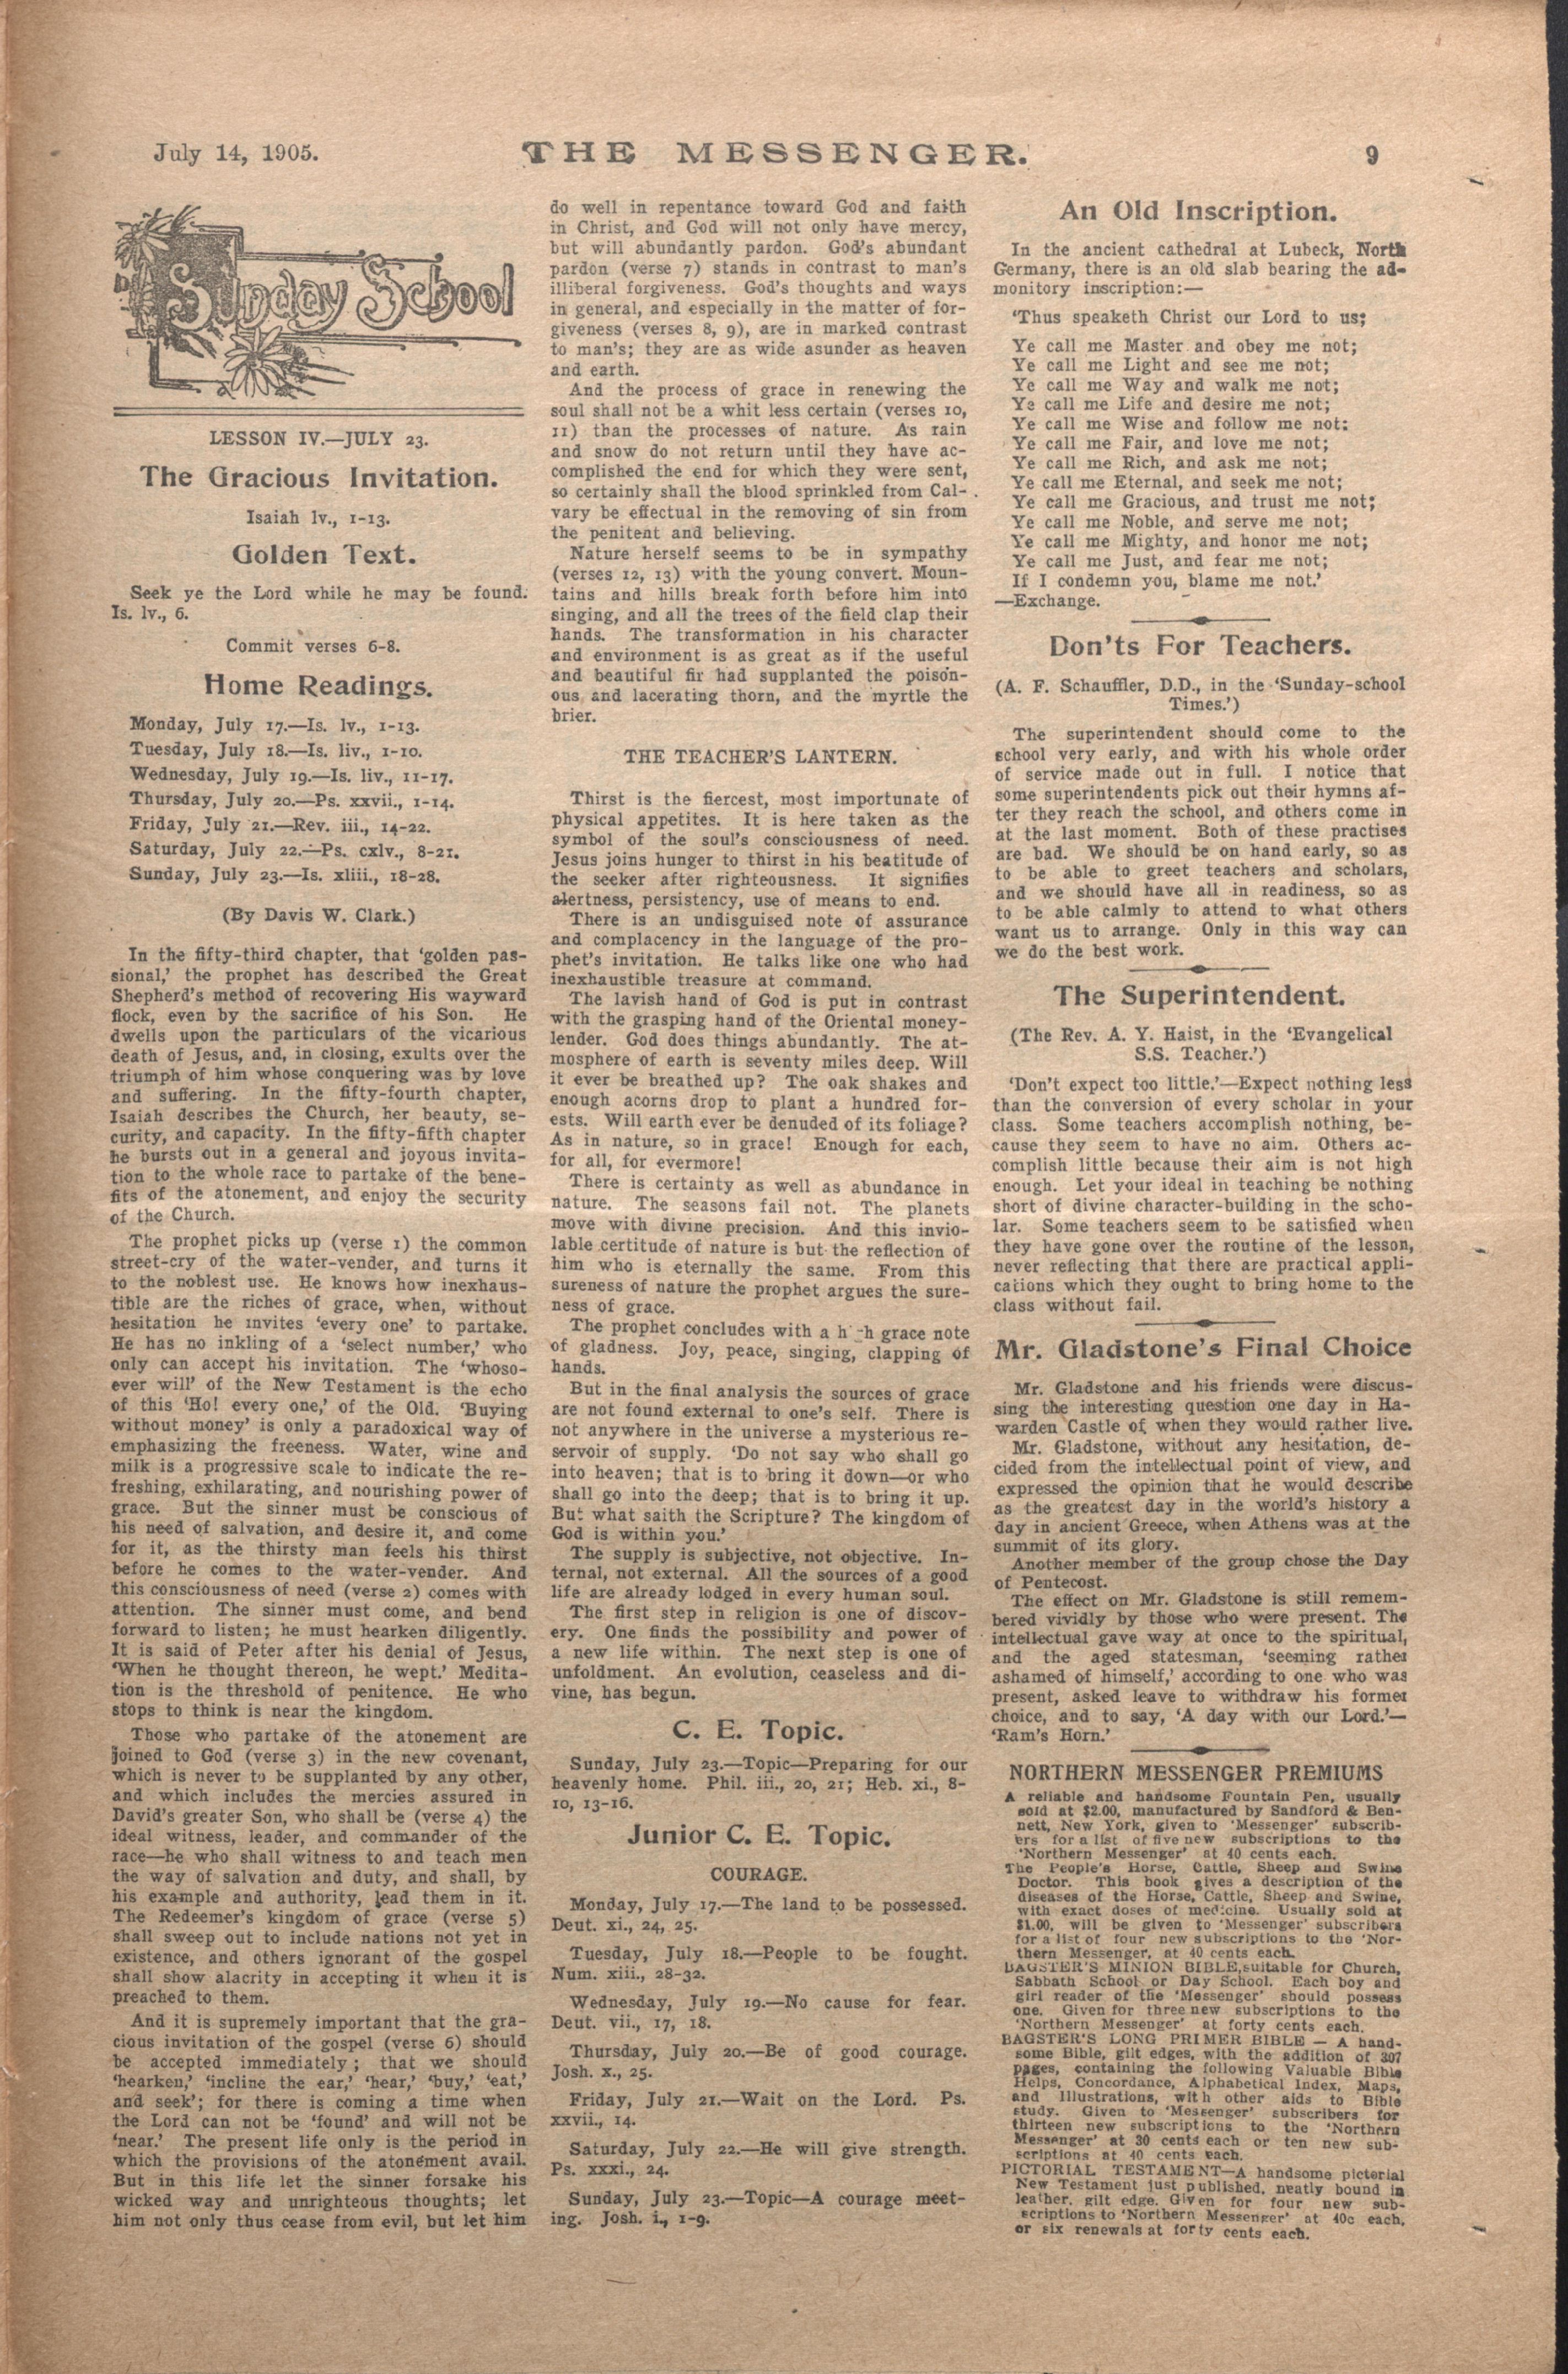 July 14, 1905.
THE MESSENGER.
9
Sunday School
LESSON IV.—JULY 23.
The Gracious Invitation.
Isaiah lv., 1-13.
Golden Text.
Seek ye the Lord while he may be found.
Is. lv., 6.
Commit verses 6-8.
Home Readings.
Monday, July 17.—Is. lv., 1-13.
Tuesday, July 18.—Is. liv., 1-10.
Wednesday, July 19.—Is. liv., 11-17.
Thursday, July 20.—Ps. xxvii., 1-14.
Friday, July 21.—Rev. iii., 14-22.
Saturday, July 22.—Ps. cxlv., 8-21.
Sunday, July 23.—Is. xliii., 18-28.
(By Davis W. Clark.)
In the fifty-third chapter, that ‘golden pas-
sional,’ the prophet has described the Great
Shepherd’s method of recovering His wayward
flock, even by the sacrifice of his Son. He
dwells upon the particulars of the vicarious
death of Jesus, and, in closing, exults over the
triumph of him whose conquering was by love
and suffering. In the fifty-fourth chapter,
Isaiah describes the Church, her beauty, se-
curity, and capacity. In the fifty-fifth chapter
he bursts out in a general and joyous invita-
tion to the whole race to partake of the bene-
fits of the atonement, and enjoy the security
of the Church.
The prophet picks up (verse 1) the common
street-cry of the water-vender, and turns it
to the noblest use. He knows how inexhaus-
tible are the riches of grace, when, without
hesitation he invites ‘every one’ to partake.
He has no inkling of a ‘select number,’ who
only can accept his invitation. The ‘whoso-
ever will’ of the New Testament is the echo
of this ‘Ho! every one,’ of the Old. ‘Buying
without money’ is only a paradoxical way of
emphasizing the freeness. Water, wine and
milk is a progressive scale to indicate the re-
freshing, exhilarating, and nourishing power of
grace. But the sinner must be conscious of
his need of salvation, and desire it, and come
for it, as the thirsty man feels his thirst
before he comes to the water-vender. And
this consciousness of need (verse 2) comes with
attention. The sinner must come, and bend
forward to listen; he must hearken diligently.
It is said of Peter after his denial of Jesus,
‘When he thought thereon, he wept.’ Medita-
tion is the threshold of penitence. He who
stops to think is near the kingdom.
Those who partake of the atonement are
joined to God (verse 3) in the new covenant,
which is never to be supplanted by any other,
and which includes the mercies assured in
David’s greater Son, who shall be (verse 4) the
ideal witness, leader, and commander of the
race—he who shall witness to and teach men
the way of salvation and duty, and shall, by
his example and authority, lead them in it.
The Redeemer’s kingdom of grace (verse 5)
shall sweep out to include nations not yet in
existence, and others ignorant of the gospel
shall show alacrity in accepting it when it is
preached to them.
And it is supremely important that the gra-
cious invitation of the gospel (verse 6) should
be accepted immediately; that we should
‘hearken,’ ‘incline the ear,’ ‘hear,’ ‘buy,’ ‘eat,’
and seek’; for there is coming a time when
the Lord can not be ‘found’ and will not be
‘near.’ The present life only is the period in
which the provisions of the atonement avail.
But in this life let the sinner forsake his
wicked way and unrighteous thoughts; let
him not only thus cease from evil, but let him
do well in repentance toward God and faith
in Christ, and God will not only have mercy,
but will abundantly pardon. God’s abundant
pardon (verse 7) stands in contrast to man’s
illiberal forgiveness. God’s thoughts and ways
in general, and especially in the matter of for-
giveness (verses 8, 9), are in marked contrast
to man’s; they are as wide asunder as heaven
and earth.
And the process of grace in renewing the
soul shall not be a whit less certain (verses 10,
11) than the processes of nature. As rain
and snow do not return until they have ac-
complished the end for which they were sent,
so certainly shall the blood sprinkled from Cal-
vary be effectual in the removing of sin from
the penitent and believing.
Nature herself seems to be in sympathy
(verses 12, 13) with the young convert. Moun-
tains and hills break forth before him into
singing, and all the trees of the field clap their
hands. The transformation in his character
and environment is as great as if the useful
and beautiful fir had supplanted the poison-
ous and lacerating thorn, and the myrtle the
brier.
THE TEACHER’S LANTERN.
Thirst is the fiercest, most importunate of
physical appetites. It is here taken as the
symbol of the soul’s consciousness of need.
Jesus joins hunger to thirst in his beatitude of
the seeker after righteousness. It signifies
alertness, persistency, use of means to end.
There is an undisguised note of assurance
and complacency in the language of the pro-
phet’s invitation. He talks like one who had
inexhaustible treasure at command.
The lavish hand of God is put in contrast
with the grasping hand of the Oriental money-
lender. God does things abundantly. The at-
mosphere of earth is seventy miles deep. Will
it ever be breathed up? The oak shakes and
enough acorns drop to plant a hundred for-
ests. Will earth ever be denuded of its foliage?
As in nature, so in grace! Enough for each,
for all, for evermore!
There is certainty as well as abundance in
nature. The seasons fail not. The planets
move with divine precision. And this invio-
lable certitude of nature is but the reflection of
him who is eternally the same. From this
sureness of nature the prophet argues the sure-
ness of grace.
The prophet concludes with a grace note
of gladness. Joy, peace, singing, clapping of
hands.
But in the final analysis the sources of grace
are not found external to one’s self. There is
not anywhere in the universe a mysterious re-
servoir of supply. ‘Do not say who shall go
into heaven; that is to bring it down—or who
shall go into the deep; that is to bring it up.
But what saith the Scripture? The kingdom of
God is within you.’
The supply is subjective, not objective. In-
ternal, not external. All the sources of a good
life are already lodged in every human soul.
The first step in religion is one of discov-
ery. One finds the possibility and power of
a new life within. The next step is one of
unfoldment. An evolution, ceaseless and di-
vine, has begun.
C. E. Topic.
Sunday, July 23.—Topic—Preparing for our
heavenly home. Phil. iii., 20, 21; Heb. xi., 8-
10, 13-16.
Junior C. E. Topic.
COURAGE.
Monday, July 17.—The land to be possessed.
Deut. xi., 24, 25.
Tuesday, July 18.—People to be fought.
Num. xiii., 28-32.
Wednesday, July 19.—No cause for fear.
Deut. vii., 17, 18.
Thursday, July 20.—Be of good courage.
Josh. x., 25.
Friday, July 21.—Wait on the Lord. Ps.
xxvii., 14.
Saturday, July 22.—He will give strength.
Ps. xxxi., 24.
Sunday, July 23.—Topic—A courage meet-
ing. Josh. i., 1-9.
An Old Inscription.
In the ancient cathedral at Lubeck, North
Germany, there is an old slab bearing the ad-
monitory inscription:—
‘Thus speaketh Christ our Lord to us;
Ye call me Master and obey me not;
Ye call me Light and see me not;
Ye call me Way and walk me not;
Ye call me Life and desire me not;
Ye call me Wise and follow me not:
Ye call me Fair, and love me not;
Ye call me Rich, and ask me not;
Ye call me Eternal, and seek me not;
Ye call me Gracious, and trust me not;
Ye call me Noble, and serve me not;
Ye call me Mighty, and honor me not;
Ye call me Just, and fear me not;
If I condemn you, blame me not.’
—Exchange.
Don’ts For Teachers.
(A. F. Schauffler, D.D., in the ‘Sunday-school
Times.’)
The superintendent should come to the
school very early, and with his whole order
of service made out in full. I notice that
some superintendents pick out their hymns af-
ter they reach the school, and others come in
at the last moment. Both of these practises
are bad. We should be on hand early, so as
to be able to greet teachers and scholars,
and we should have all in readiness, so as
to be able calmly to attend to what others
want us to arrange. Only in this way can
we do the best work.
The Superintendent.
(The Rev. A. Y. Haist, in the ‘Evangelical
S.S. Teacher.’)
‘Don’t expect too little.’—Expect nothing less
than the conversion of every scholar in your
class. Some teachers accomplish nothing, be-
cause they seem to have no aim. Others ac-
complish little because their aim is not high
enough. Let your ideal in teaching be nothing
short of divine character-building in the scho-
lar. Some teachers seem to be satisfied when
they have gone over the routine of the lesson,
never reflecting that there are practical appli-
cations which they ought to bring home to the
class without fail.
Mr. Gladstone’s Final Choice
Mr. Gladstone and his friends were discus-
sing the interesting question one day in Ha-
warden Castle of when they would rather live.
Mr. Gladstone, without any hesitation, de-
cided from the intellectual point of view, and
expressed the opinion that he would describe
as the greatest day in the world’s history a
day in ancient Greece, when Athens was at the
summit of its glory.
Another member of the group chose the Day
of Pentecost.
The effect on Mr. Gladstone is still remem-
bered vividly by those who were present. The
intellectual gave way at once to the spiritual,
and the aged statesman, ‘seeming rather
ashamed of himself,’ according to one who was
present, asked leave to withdraw his former
choice, and to say, ‘A day with our Lord.’—
‘Ram’s Horn.’
NORTHERN MESSENGER PREMIUMS
A reliable and handsome Fountain Pen, usually
sold at $2.00, manufactured by Sandford & Ben-
nett, New York, given to ‘Messenger’ subscrib-
ers for a list of five new subscriptions to the
‘Northern Messenger’ at 40 cents each.
The People’s Horse, Cattle, Sheep and Swine
Doctor. This book gives a description of the
diseases of the Horse, Cattle, Sheep and Swine,
with exact doses of medicine. Usually sold at
$1.00, will be given to ‘Messenger’ subscribers
for a list of four new subscriptions to the ‘Nor-
thern Messenger, at 40 cents each.
BAGSTER’S MINION BIBLE, suitable for Church,
Sabbath School or Day School. Each boy and
girl reader of the ‘Messenger’ should possess
one. Given for three new subscriptions to the
‘Northern Messenger’ at forty cents each.
BAGSTER’S LONG PRIMER BIBLE — A hand-
some Bible, gilt edges, with the addition of 307
pages, containing the following Valuable Bible
Helps, Concordance, Alphabetical Index, Maps,
and Illustrations, with other aids to Bible
study. Given to ‘Messenger’ subscribers for
thirteen new subscriptions to the ‘Northern
Messenger’ at 30 cents each or ten new sub-
scriptions at 40 cents each.
PICTORIAL TESTAMENT—A handsome pictorial
New Testament just published, neatly bound in
leather, gilt edge. Given for four new sub-
scriptions to ‘Northern Messenger’ at 40c each,
or six renewals at forty cents each.